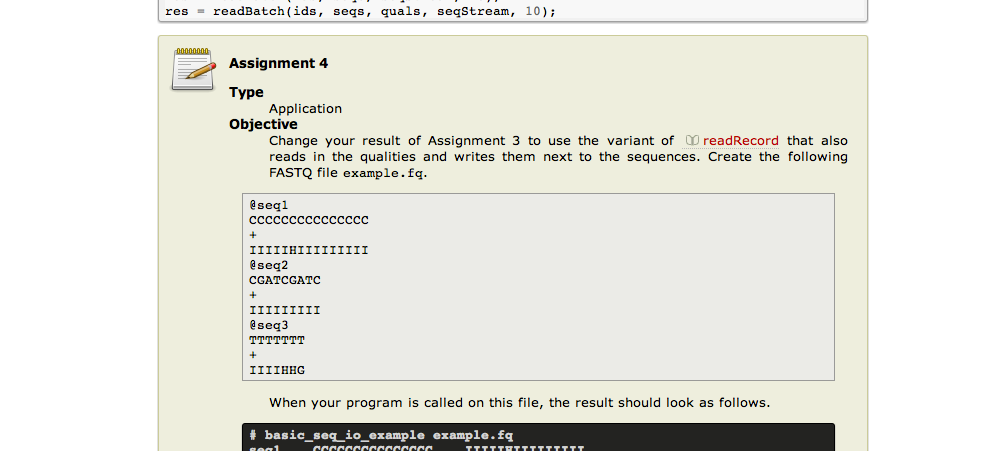 res = readBatch(ids, seqs, quals, seqStream, 10);
Assignment 4
Type
Application
Objective
Change your result of Assignment 3 to use the variant of readRecord that also
reads in the qualities and writes them next to the sequences. Create the following
FASTQ file example.fq.
@seq1
CCCCCCCCCCCCCCC
+
IIIIIHIIIIIIIII
@seq2
CGATCGATC
+
IIIIIIIII
@seq3
TTTTTTT
+
IIIIHHG
When your program is called on this file, the result should look as follows.
# basic_seq_io_example example.fq
seq1 CCCCCCCCCCCCCCC IIIIIHIIIIIIIII